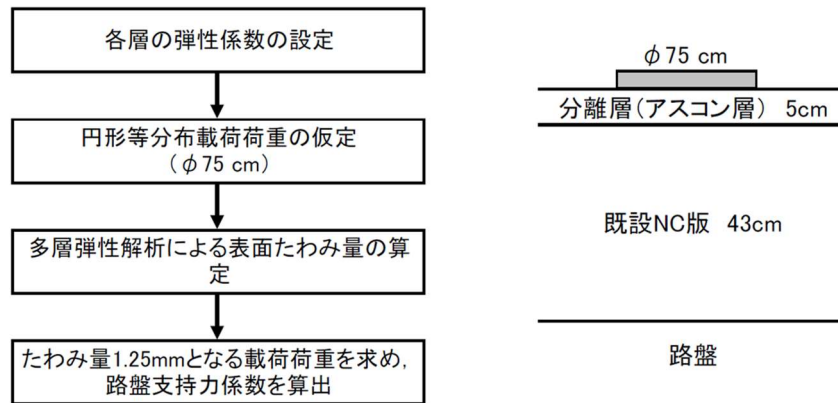 各層の弾性係数の設定
円形等分布載荷荷重の仮定
(φ75 cm)
多層弾性解析による表面たわみ量の算
定
たわみ量1.25mmとなる載荷荷重を求め,
路盤支持力係数を算出
φ75 cm
分離層(アスコン層) 5cm
既設NC版 43cm
路盤